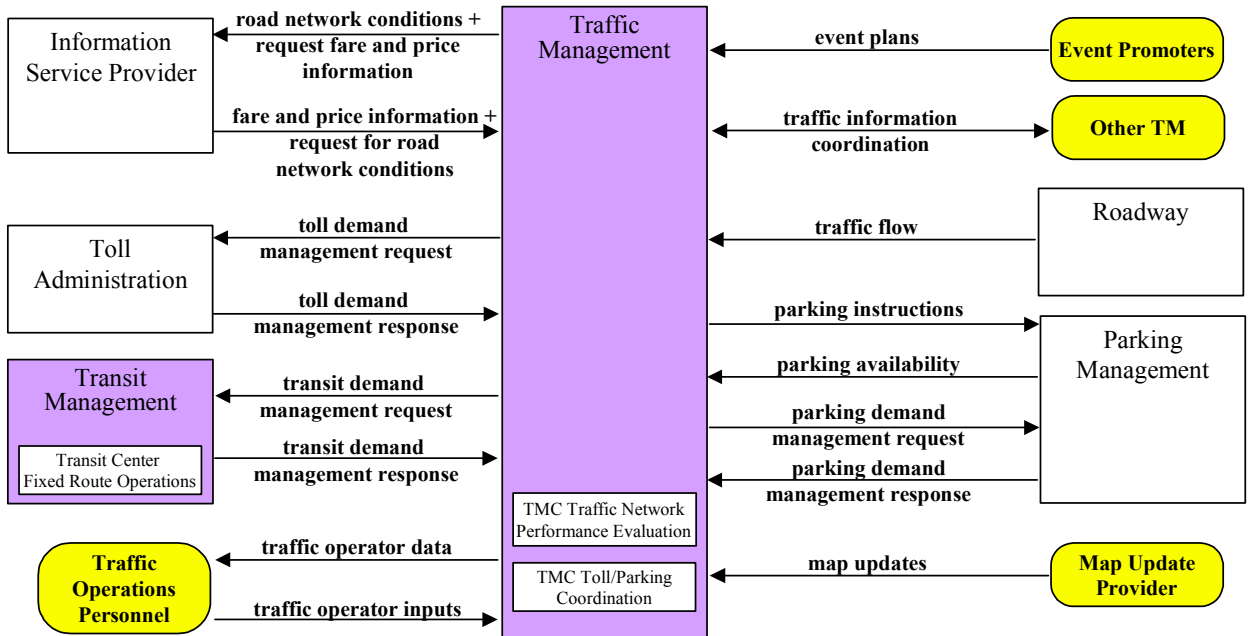 Information
Service Provider
road network conditions +
request fare and price
information
fare and price information +
request for road
network conditions
Toll
Administration
toll demand
management request
toll demand
management response
Transit
Management
Transit Center
Fixed Route Operations
transit demand
management request
transit demand
management response
Traffic
Operations
Personnel
traffic operator data
traffic operator inputs
Traffic
Management
TMC Traffic Network
Performance Evaluation
TMC Toll/Parking
Coordination
event plans
Event Promoters
traffic information
coordination
Other TM
traffic flow
Roadway
parking instructions
parking availability
parking demand
management request
parking demand
management response
Parking
Management
map updates
Map Update
Provider